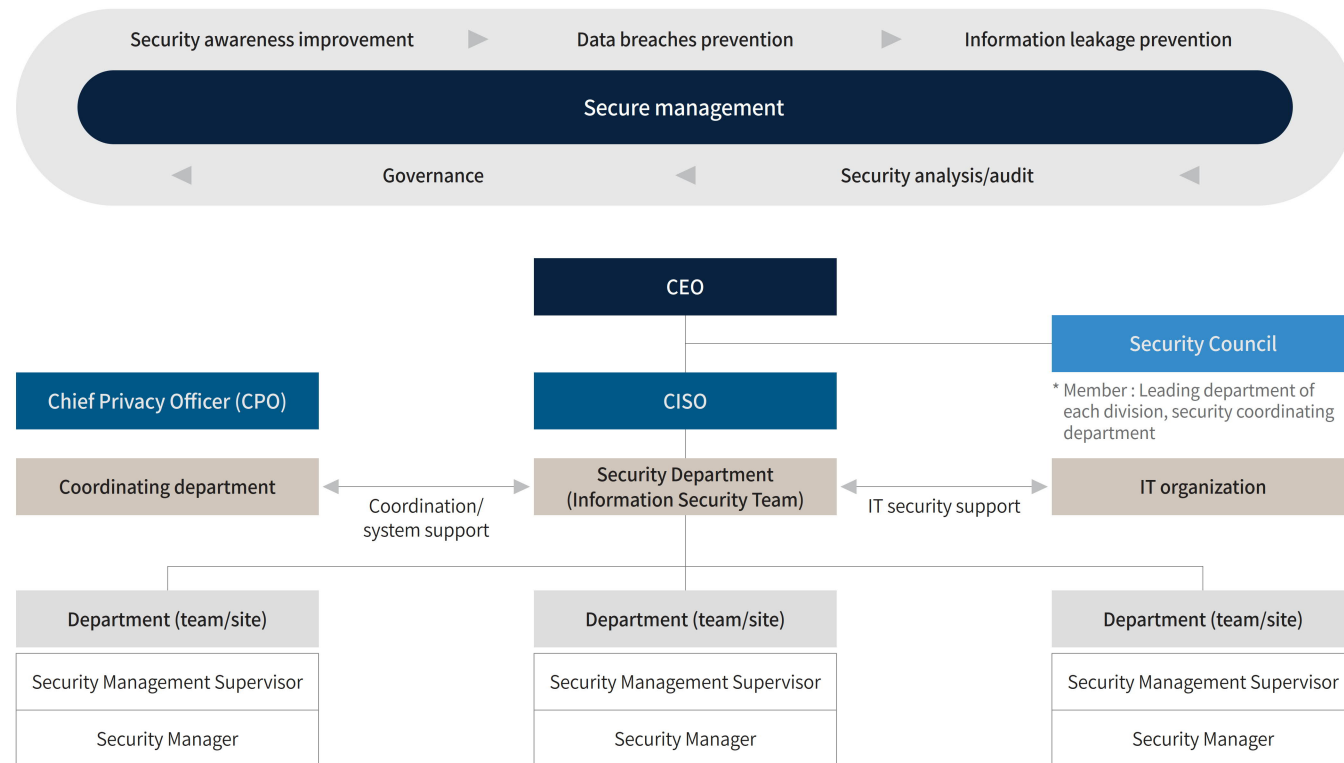 Security awareness improvement
Data breaches prevention
Information leakage prevention
Secure management
Governance
Security analysis/audit
CEO
Security Council
* Member : Leading department of
each division, security coordinating
department
Chief Privacy Officer (CPO)
CISO
Coordinating department
Coordination/
system support
Security Department
(Information Security Team)
IT security support
IT organization
Department (team/site)
Department (team/site)
Department (team/site)
Security Management Supervisor
Security Management Supervisor
Security Management Supervisor
Security Manager
Security Manager
Security Manager